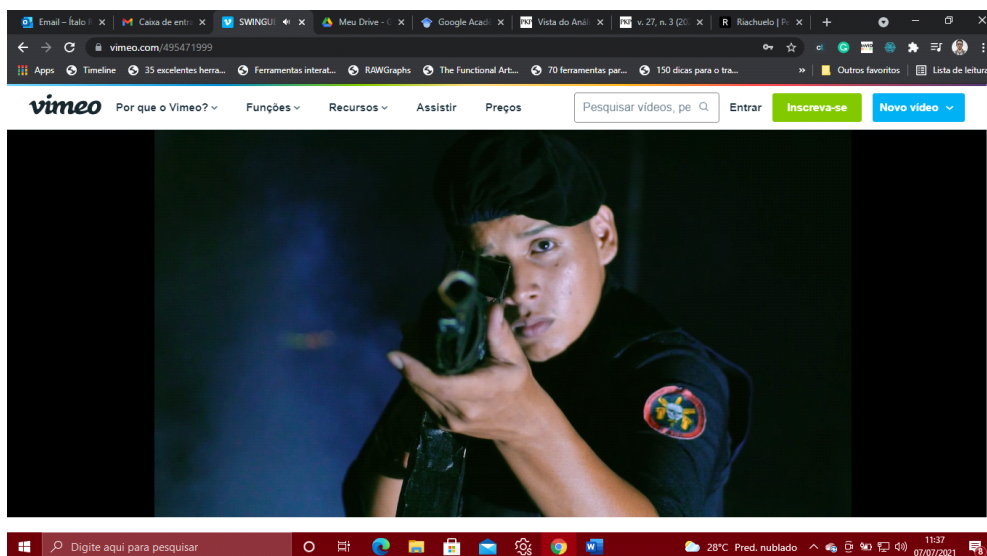 Email – Ítalo
Caixa de entr
SWINGU
Meu Drive - G
Google Acad
Vista do Anál
v. 27, n. 3 (20
Riachuelo | P
vimeo.com/495471999
Apps
Timeline
35 excelentes herra...
Ferramentas interat...
RAWGraphs
The Functional Art:...
70 ferramentas par...
150 dicas para o tra...
»
Outros favoritos
Lista de leitura
vimeo
Por que o Vimeo?
Funções
Recursos
Assistir
Preços
Pesquisar vídeos, pe
Entrar
Inscreva-se
Novo vídeo
Digite aqui para pesquisar
28°C Pred. nublado
11:37
07/07/2021